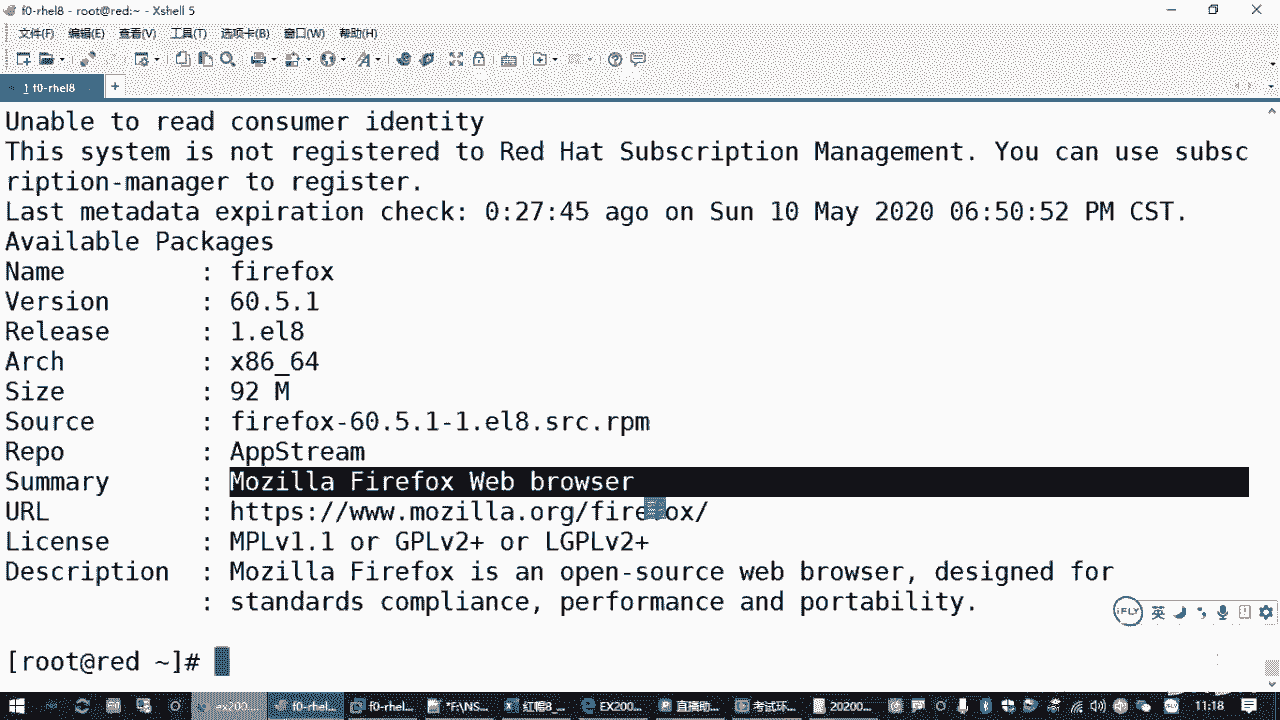 f0-rhel8 - root@red:~ - Xshell 5
文件(F) 编辑(E) 查看(V) 工具(T) 选项卡(B) 窗口(W) 帮助(H)
1 f0-rhel8
Unable to read consumer identity
This system is not registered to Red Hat Subscription Management. You can use subsc
ription-manager to register.
Last metadata expiration check: 0:27:45 ago on Sun 10 May 2020 06:50:52 PM CST.
Available Packages
Name : firefox
Version : 60.5.1
Release : 1.el8
Arch : x86_64
Size : 92 M
Source : firefox-60.5.1-1.el8.src.rpm
Repo : AppStream
Summary : Mozilla Firefox Web browser
URL : https://www.mozilla.org/firefox/
License : MPLv1.1 or GPLv2+ or LGPLv2+
Description : Mozilla Firefox is an open-source web browser, designed for
: standards compliance, performance and portability.
iFLY 英
[root@red ~]#
ex200... f0-rhel... f0-rhel... *F:\NS... 红帽8_... EX200... 直播助... 考试环... 20200... 11:18